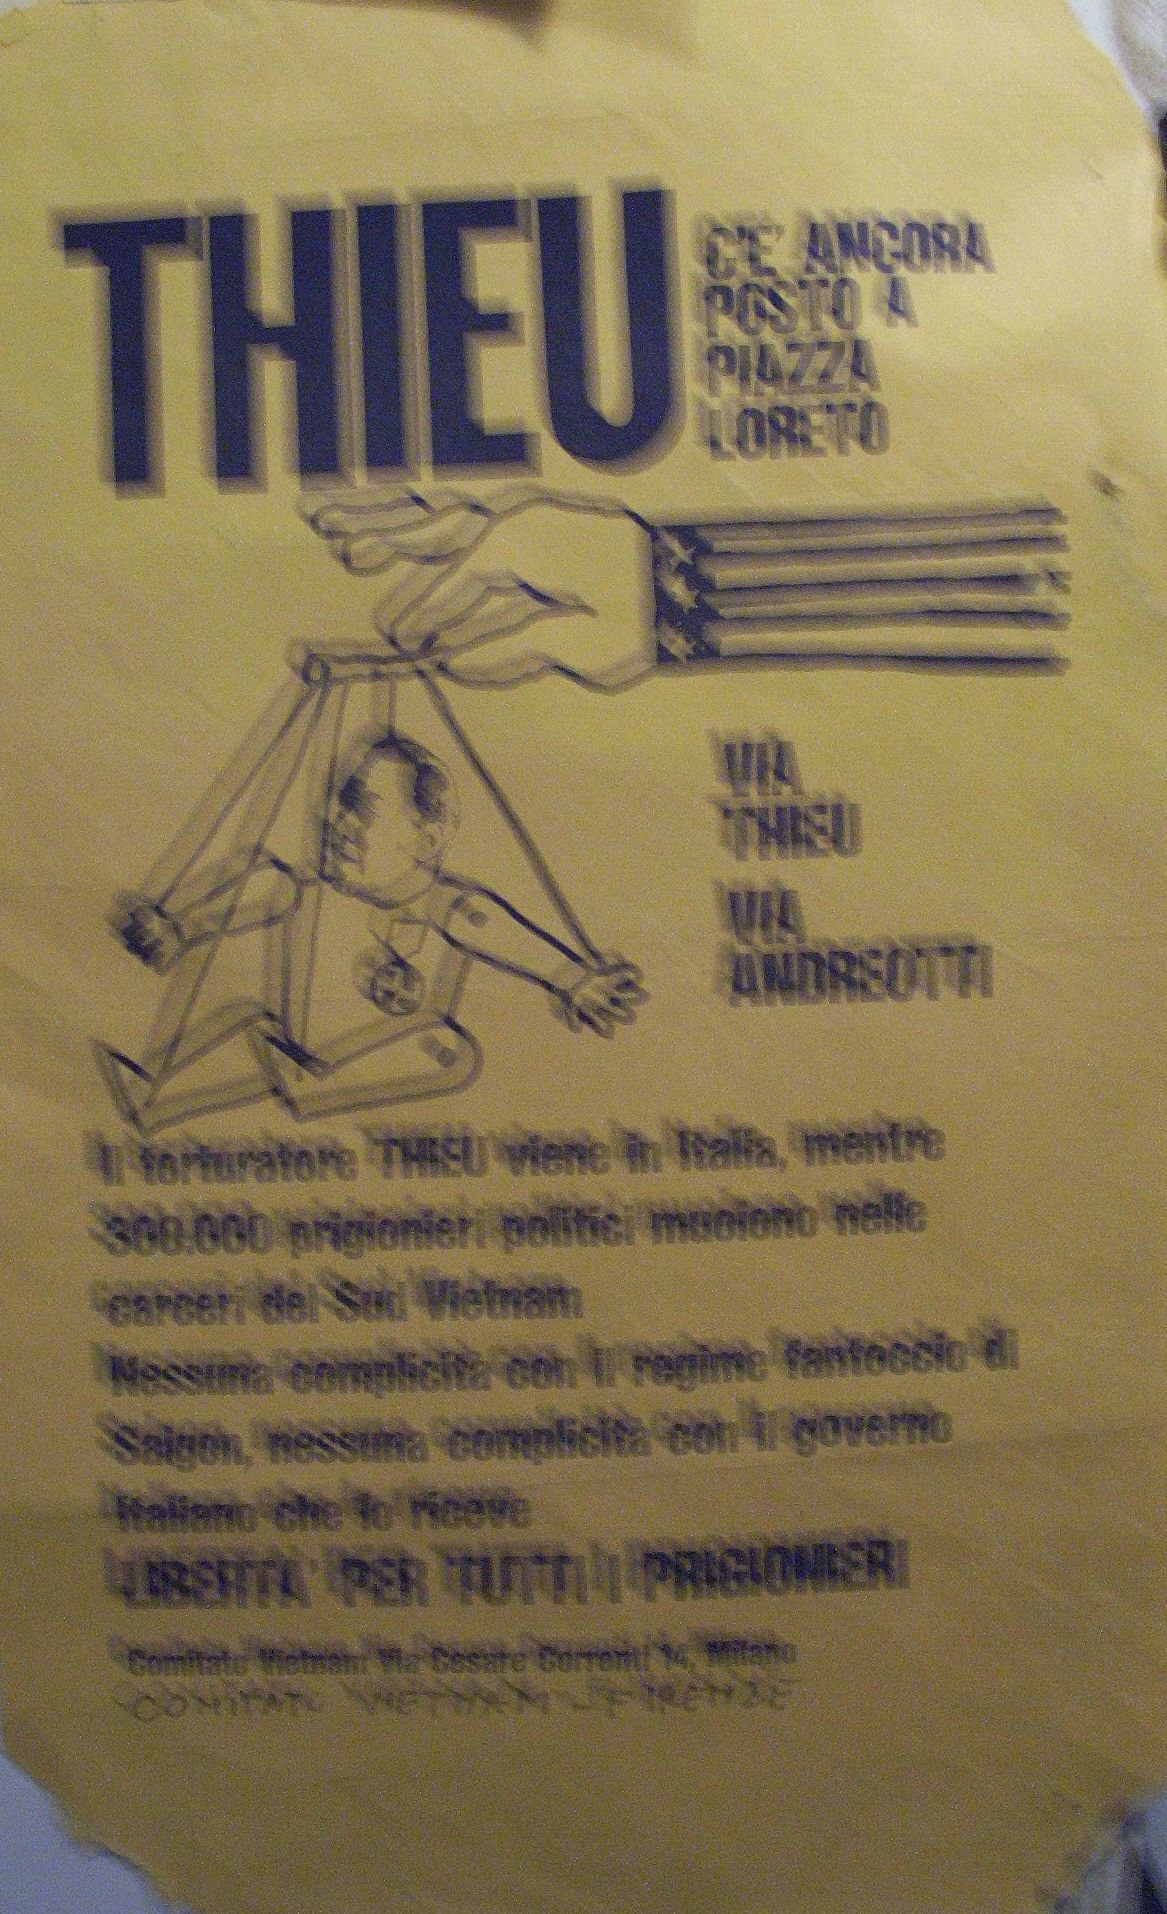 THIEU
C'E' ANCORA
POSTO A
PIAZZA
LORETO
VIA
THIEU
VIA
ANDREOTTI
Il torturatore THIEU viene in Italia, mentre
300.000 prigionieri politici muoiono nelle
carceri del Sud Vietnam
Nessuna complicità con il regime fantoccio di
Saigon, nessuna complicità con il governo
italiano che lo riceve
LIBERTA' PER TUTTI I PRIGIONIERI
Comitato Vietnam Via Cesare Correnti 14, Milano
COMITATO VIETNAM - FIRENZE